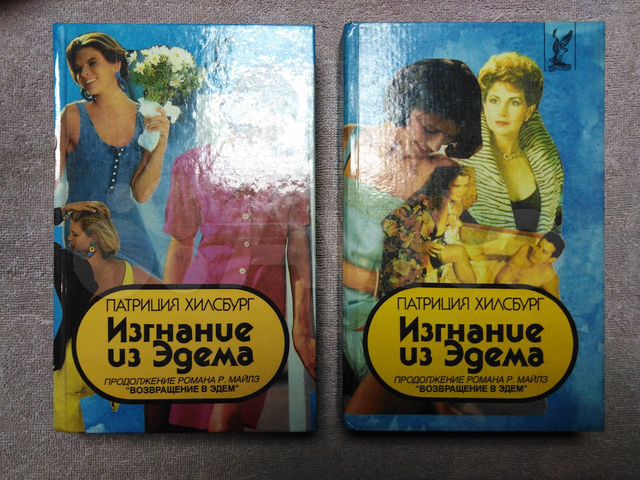 ПАТРИЦИЯ ХИЛСБУРГ
Изгнание
из Эдема
ПРОДОЛЖЕНИЕ РОМАНА Р. МАЙЛЗ
"ВОЗВРАЩЕНИЕ В ЭДЕМ"
ПАТРИЦИЯ ХИЛСБУРГ
Изгнание
из Эдема
ПРОДОЛЖЕНИЕ РОМАНА Р. МАЙЛЗ
"ВОЗВРАЩЕНИЕ В ЭДЕМ"